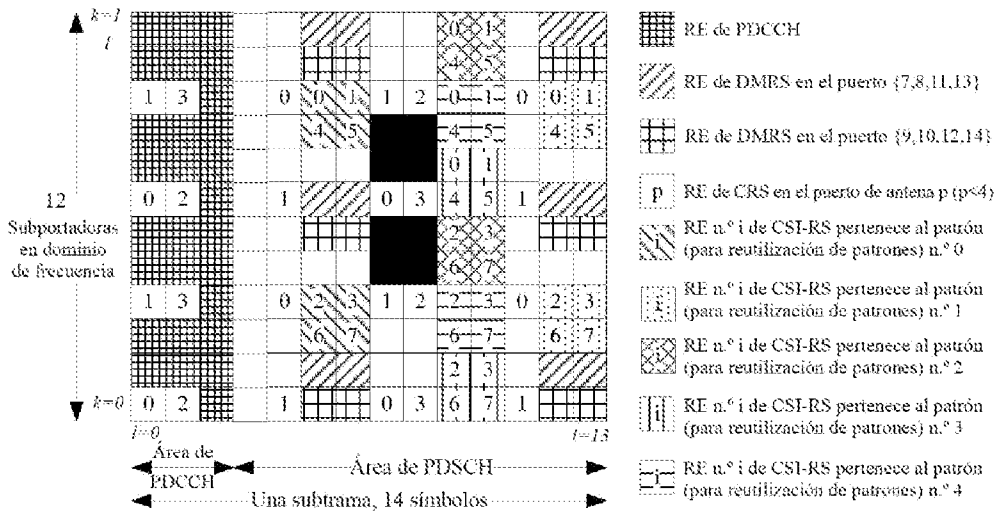 k=1
1
0 1
4 5
1 3 0 0 1 1 2 0 1 0 0 1
4 5 4 5 4 5
0 1
0 2 1 0 3 4 5 1
2 3
6 7
1 3 0 2 3 1 2 2 3 0 2 3
6 7 6 7 6 7
2 3
k=0 0 2 1 0 3 6 7 1
12
Subportadoras
en dominio
de frecuencia
l=0 l=13
Área de
PDCCH
Área de PDSCH
Una subtrama, 14 símbolos
RE de PDCCH
RE de DMRS en el puerto {7,8,11,13}
RE de DMRS en el puerto {9,10,12,14}
p RE de CRS en el puerto de antena p (p<4)
i RE n.º i de CSI-RS pertenece al patrón
(para reutilización de patrones) n.º 0
i RE n.º i de CSI-RS pertenece al patrón
(para reutilización de patrones) n.º 1
i RE n.º i de CSI-RS pertenece al patrón
(para reutilización de patrones) n.º 2
i RE n.º i de CSI-RS pertenece al patrón
(para reutilización de patrones) n.º 3
i RE n.º i de CSI-RS pertenece al patrón
(para reutilización de patrones) n.º 4